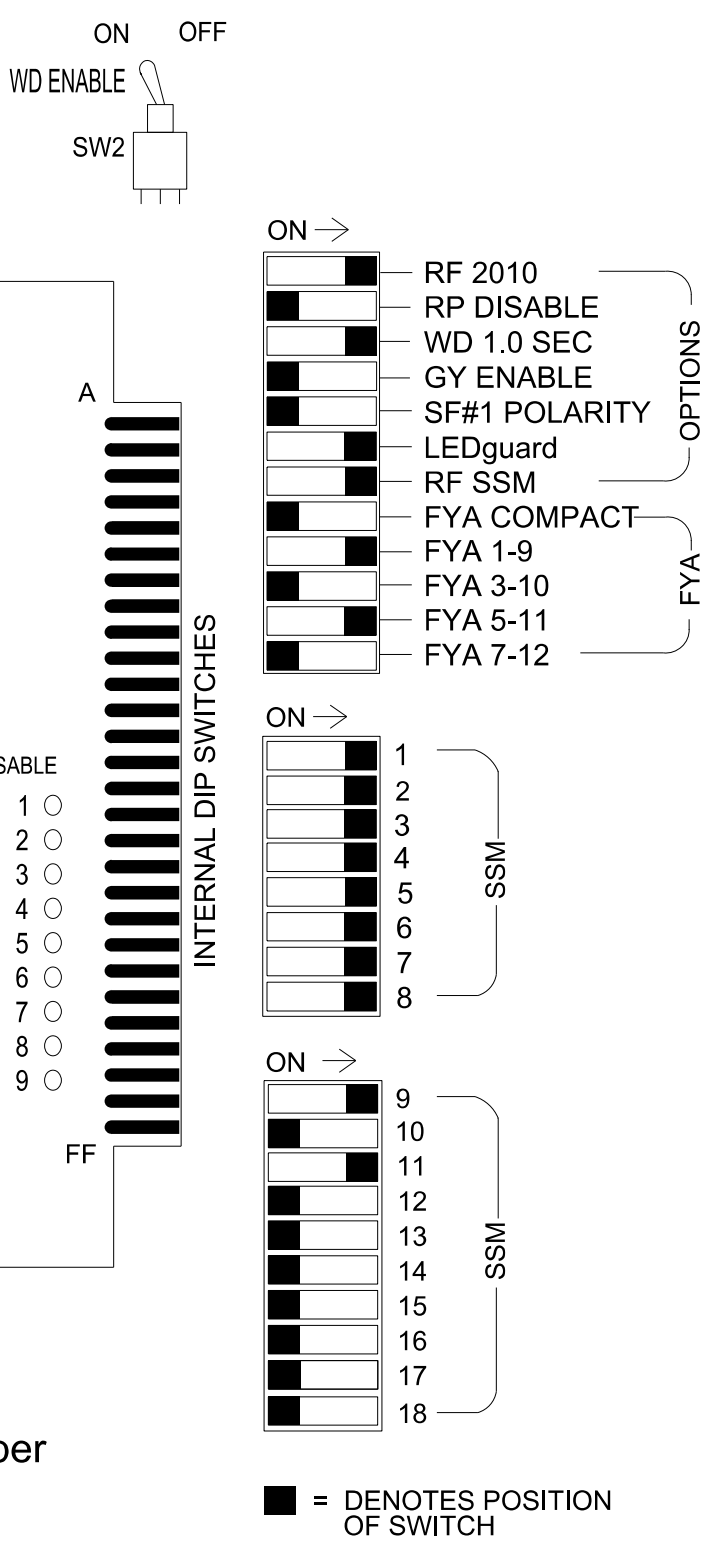 ON OFF
WD ENABLE
SW2
ON
RF 2010
RP DISABLE
WD 1.0 SEC
GY ENABLE
SF#1 POLARITY
LEDguard
RF SSM
FYA COMPACT
FYA 1-9
FYA 3-10
FYA 5-11
FYA 7-12
OPTIONS
FYA
A
FF
INTERNAL DIP SWITCHES
SABLE
1
2
3
4
5
6
7
8
9
ON
1
2
3
4
5
6
7
8
SSM
ON
9
10
11
12
13
14
15
16
17
18
SSM
ber
= DENOTES POSITION
OF SWITCH